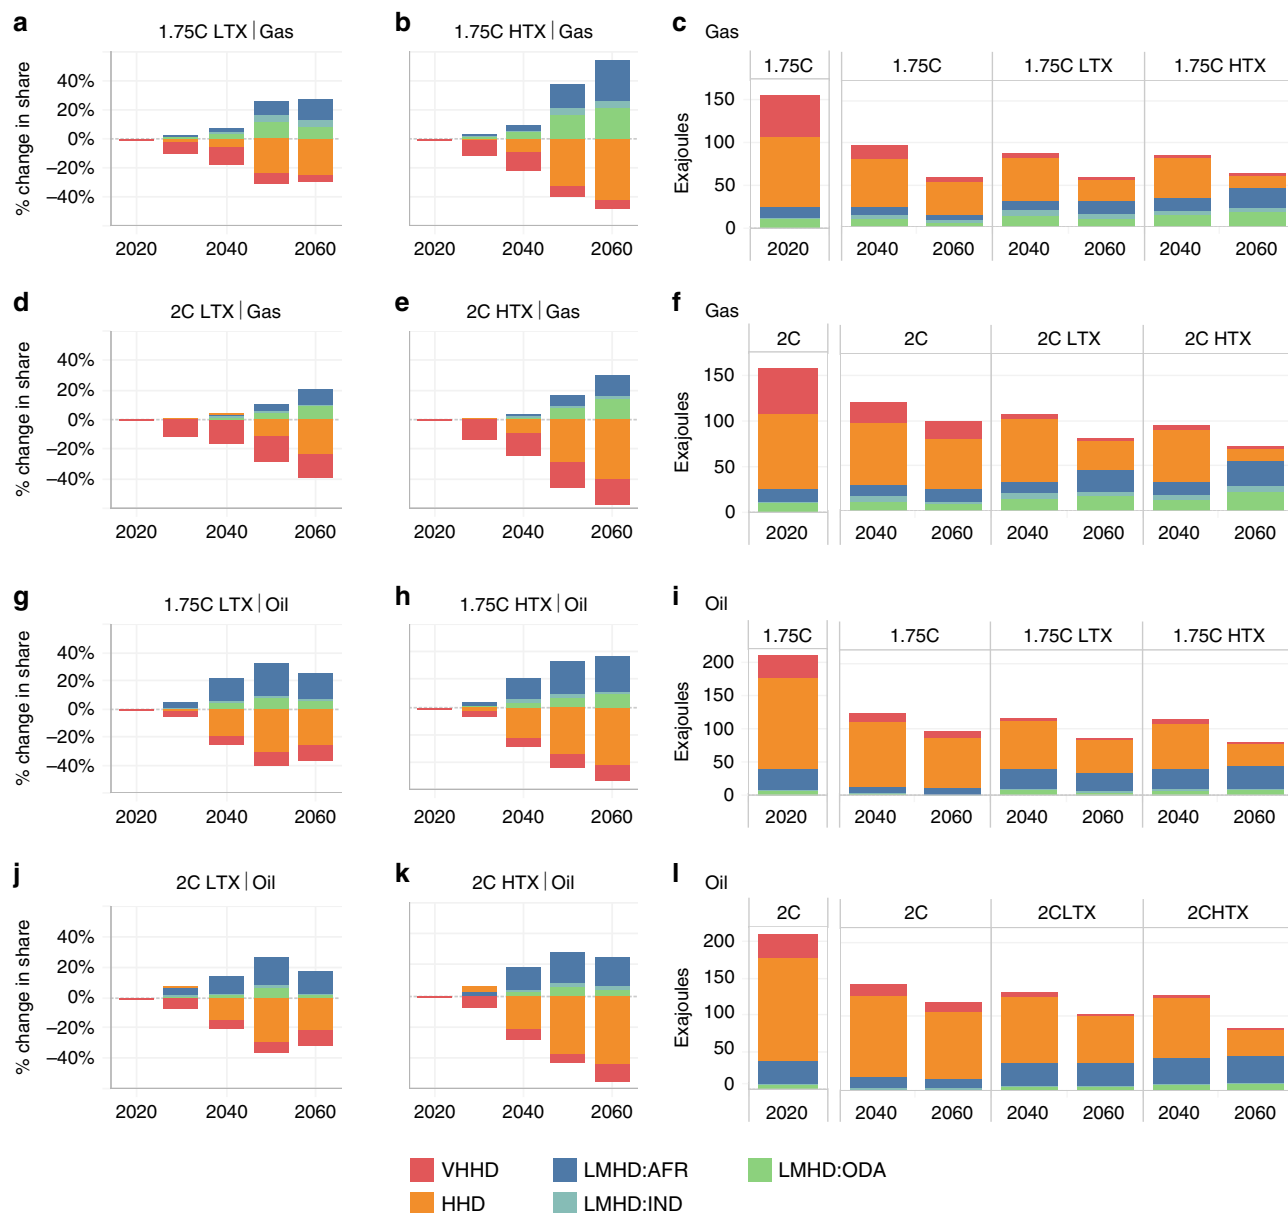 a
1.75C LTX | Gas
% change in share
40%
20%
0%
–20%
–40%
2020 2040 2060
b
1.75C HTX | Gas
2020 2040 2060
c Gas
1.75C 1.75C 1.75C LTX 1.75C HTX
Exajoules
150
100
50
0
2020 2040 2060 2040 2060 2040 2060
d
2C LTX | Gas
% change in share
40%
20%
0%
–20%
–40%
2020 2040 2060
e
2C HTX | Gas
2020 2040 2060
f Gas
2C 2C 2C LTX 2C HTX
Exajoules
150
100
50
0
2020 2040 2060 2040 2060 2040 2060
g
1.75C LTX | Oil
% change in share
40%
20%
0%
–20%
–40%
2020 2040 2060
h
1.75C HTX | Oil
2020 2040 2060
i Oil
1.75C 1.75C 1.75C LTX 1.75C HTX
Exajoules
200
150
100
50
0
2020 2040 2060 2040 2060 2040 2060
j
2C LTX | Oil
% change in share
40%
20%
0%
–20%
–40%
2020 2040 2060
k
2C HTX | Oil
2020 2040 2060
l Oil
2C 2C 2CLTX 2CHTX
Exajoules
200
150
100
50
0
2020 2040 2060 2040 2060 2040 2060
VHHD LMHD:AFR LMHD:ODA
HHD LMHD:IND